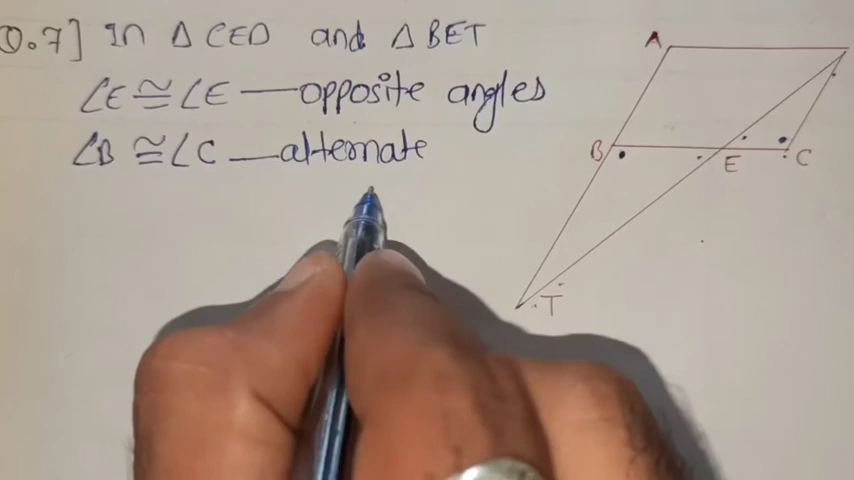 Q.7] In Δ CED and Δ BET
∠E ≅ ∠E — opposite angles
∠B ≅ ∠C — alternate
A
B
E
C
T